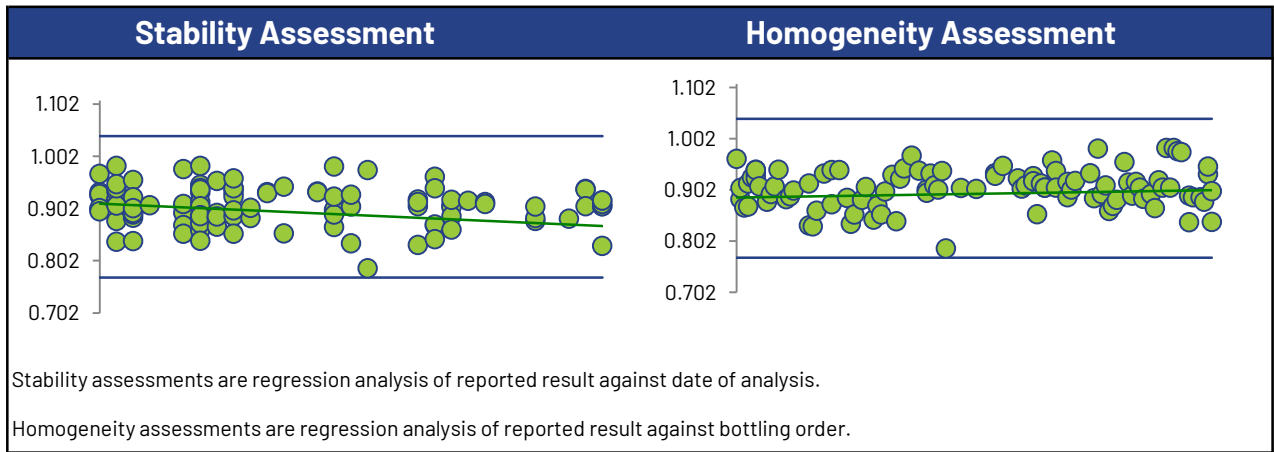 Stability Assessment
Homogeneity Assessment
1.102
1.002
0.902
0.802
0.702
1.102
1.002
0.902
0.802
0.702
Stability assessments are regression analysis of reported result against date of analysis.
Homogeneity assessments are regression analysis of reported result against bottling order.